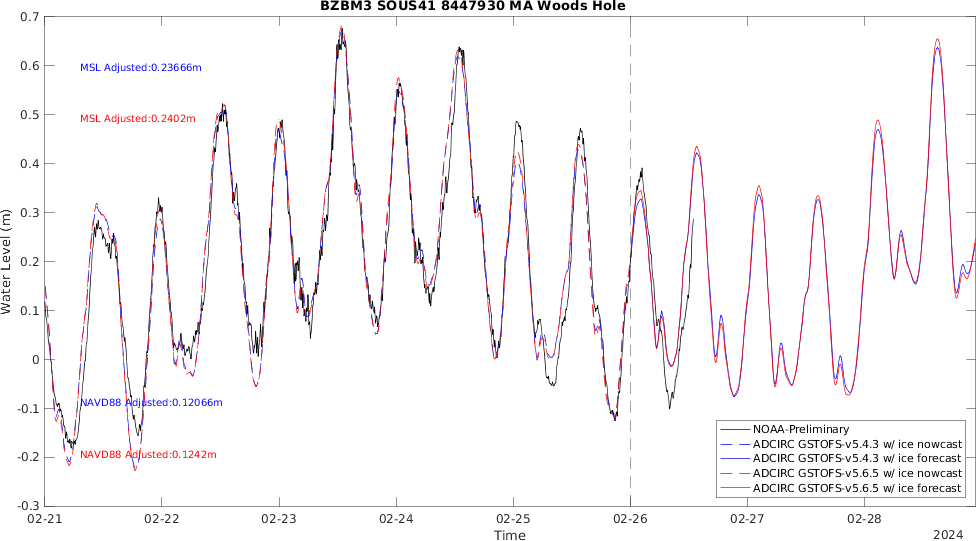 BZBM3 SOUS41 8447930 MA Woods Hole
0.7
0.6
0.5
0.4
0.3
0.2
0.1
0
-0.1
-0.2
-0.3
Water Level (m)
MSL Adjusted:0.23666m
MSL Adjusted:0.2402m
NAVD88 Adjusted:0.12066m
NAVD88 Adjusted:0.1242m
NOAA-Preliminary
ADCIRC GSTOFS-v5.4.3 w/ ice nowcast
ADCIRC GSTOFS-v5.4.3 w/ ice forecast
ADCIRC GSTOFS-v5.6.5 w/ ice nowcast
ADCIRC GSTOFS-v5.6.5 w/ ice forecast
02-21 02-22 02-23 02-24 02-25 02-26 02-27 02-28
Time
2024